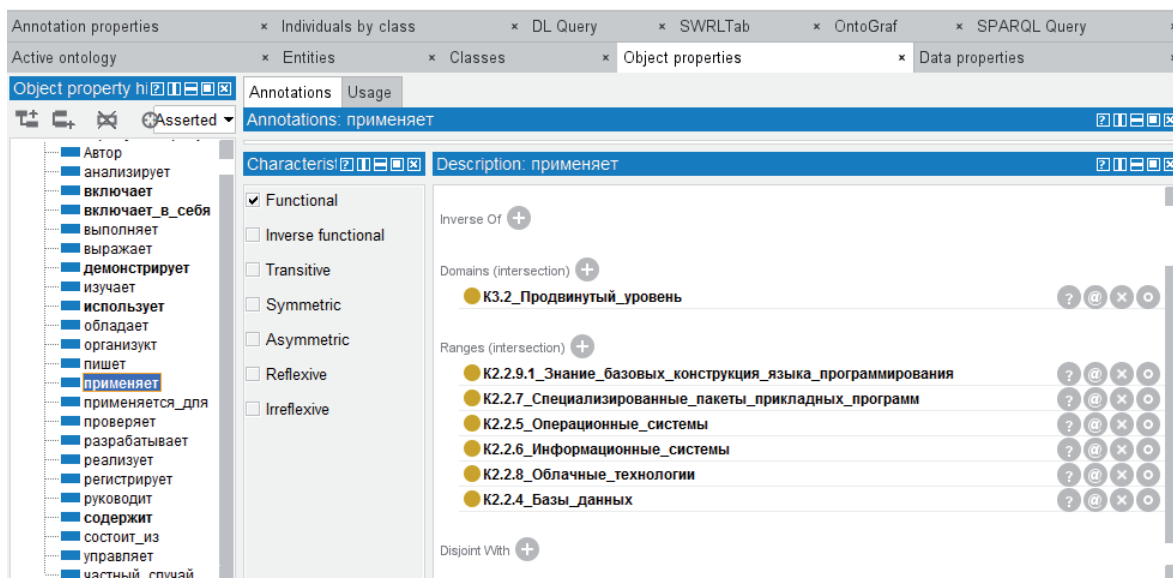 Annotation properties × Individuals by class × DL Query × SWRLTab × OntoGraf × SPARQL Query
Active ontology × Entities × Classes × Object properties × Data properties
Object property hi
Asserted
Автор
анализирует
включает
включает_в_себя
выполняет
выражает
демонстрирует
изучает
использует
обладает
организукт
пишет
применяет
применяется_для
проверяет
разрабатывает
реализует
регистрирует
руководит
содержит
состоит_из
управляет
частный_случай
Annotations Usage
Annotations: применяет
Characterist
Functional
Inverse functional
Transitive
Symmetric
Asymmetric
Reflexive
Irreflexive
Description: применяет
Inverse Of
Domains (intersection)
К3.2_Продвинутый_уровень
Ranges (intersection)
К2.2.9.1_Знание_базовых_конструкция_языка_программирования
К2.2.7_Специализированные_пакеты_прикладных_программ
К2.2.5_Операционные_системы
К2.2.6_Информационные_системы
К2.2.8_Облачные_технологии
К2.2.4_Базы_данных
Disjoint With